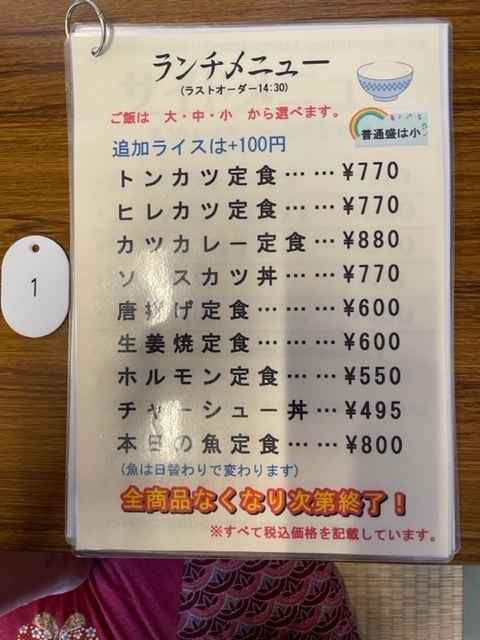 ランチメニュー
(ラストオーダー14:30)
ご飯は 大・中・小 から選べます。
普通盛は小
追加ライスは+100円
トンカツ定食……¥770
ヒレカツ定食……¥770
カツカレー定食…¥880
ソースカツ丼……¥770
唐揚げ定食……¥600
生姜焼定食……¥600
ホルモン定食……¥550
チャーシュー丼…¥495
本日の魚定食……¥800
(魚は日替わりで変わります)
全商品なくなり次第終了!
※すべて税込価格を記載しています。
1